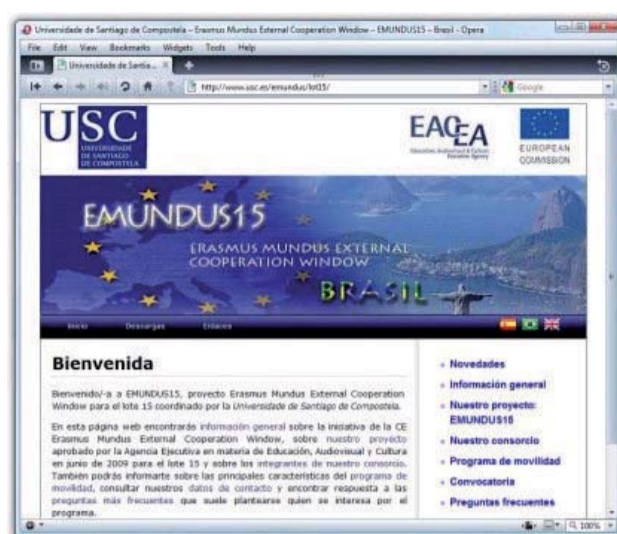 Universidade de Santiago de Compostela – Erasmus Mundus External Cooperation Window – EMUNDUS15 – Brasil - Opera
File Edit View Bookmarks Widgets Tools Help
Universidade de Santia...
http://www.usc.es/emundus/lot15/
Google
USC
UNIVERSIDADE
DE SANTIAGO
DE COMPOSTELA
EACEA
Education, Audiovisual & Culture
Executive Agency
EUROPEAN
COMMISSION
EMUNDUS15
ERASMUS MUNDUS EXTERNAL
COOPERATION WINDOW
BRASIL
Inicio Descargas Enlaces
Bienvenida
Bienvenido/-a a EMUNDUS15, proyecto Erasmus Mundus External Cooperation
Window para el lote 15 coordinado por la Universidade de Santiago de Compostela.
En esta página web encontrarás información general sobre la iniciativa de la CE
Erasmus Mundus External Cooperation Window, sobre nuestro proyecto
aprobado por la Agencia Ejecutiva en materia de Educación, Audiovisual y Cultura
en junio de 2009 para el lote 15 y sobre los integrantes de nuestro consorcio.
También podrás informarte sobre las principales características del programa de
movilidad, consultar nuestros datos de contacto y encontrar respuesta a las
preguntas más frecuentes que suele plantearse quien se interesa por el
programa.
Novedades
Información general
Nuestro proyecto:
EMUNDUS15
Nuestro consorcio
Programa de movilidad
Convocatoria
Preguntas frecuentes
100%